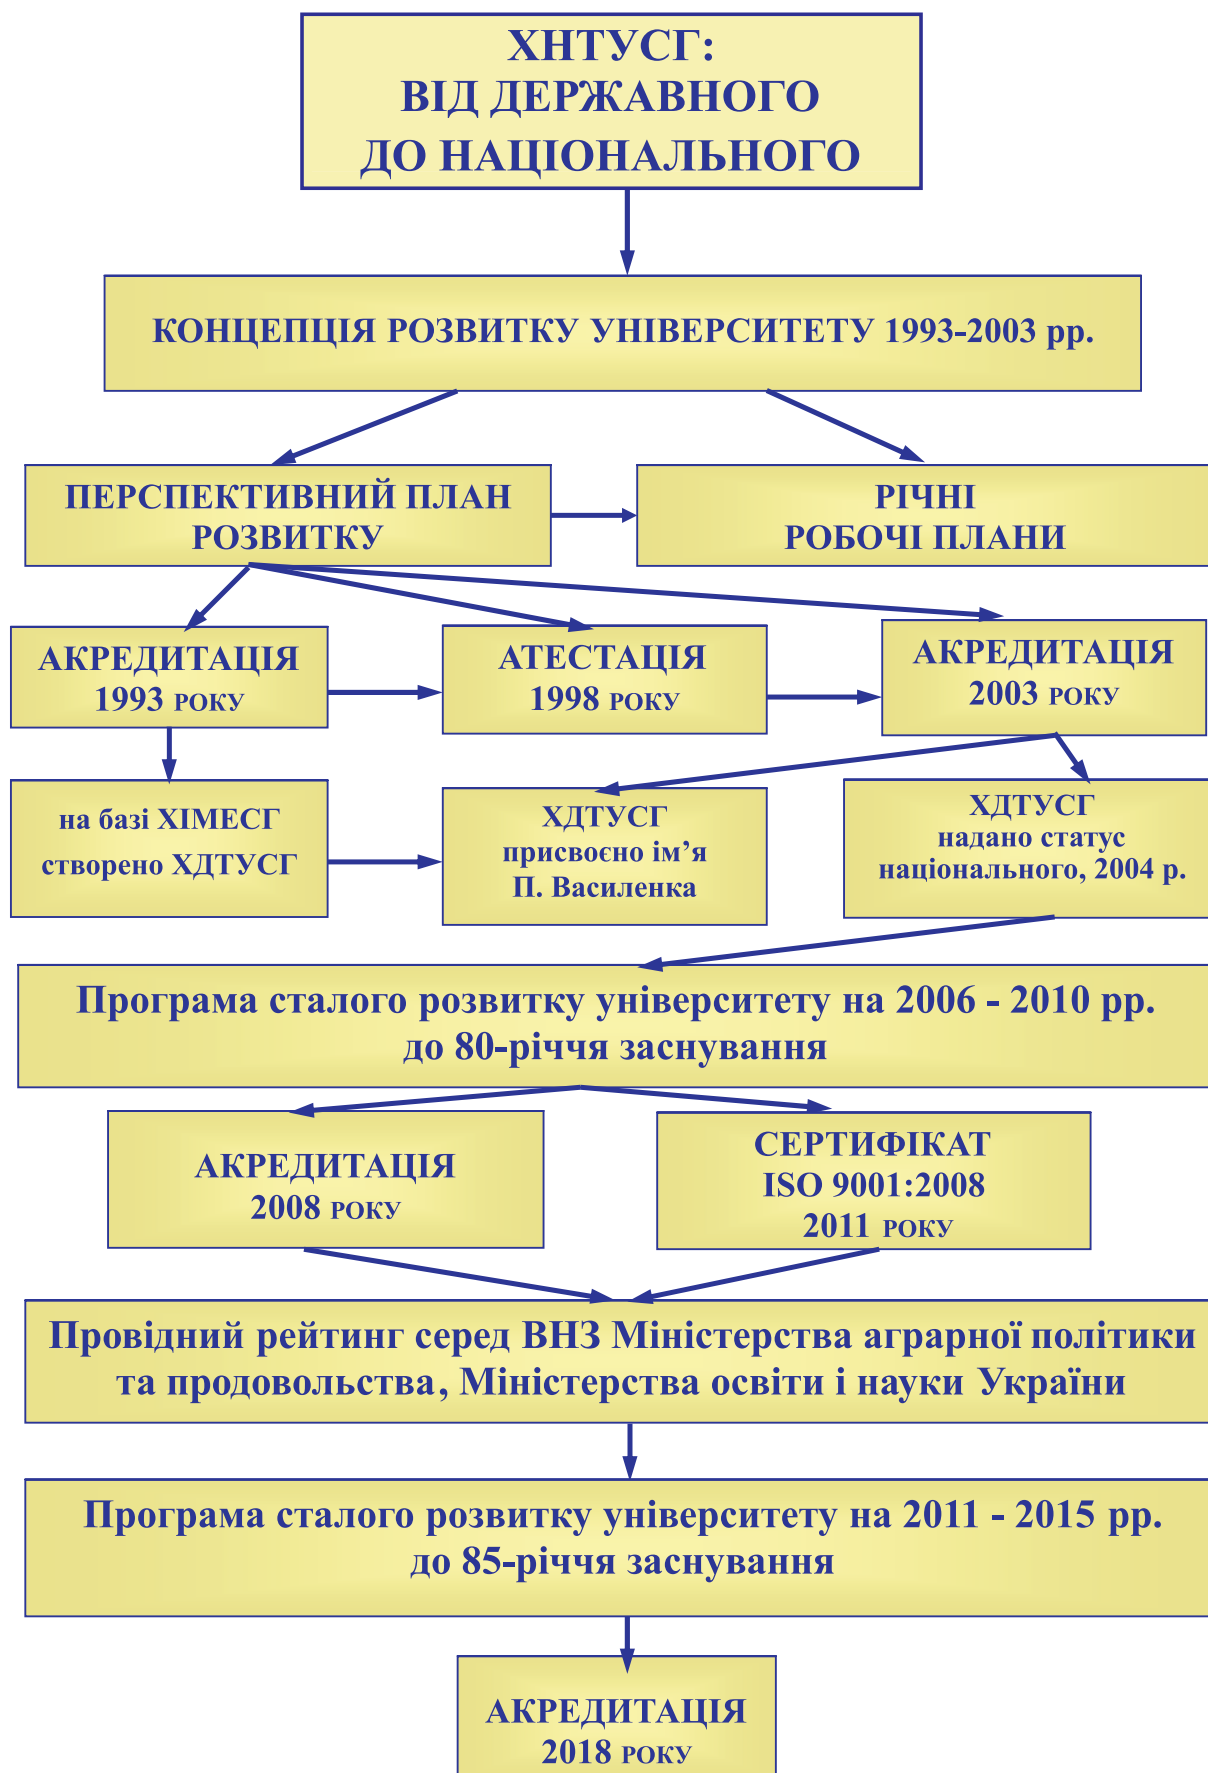 ХНТУСГ:
ВІД ДЕРЖАВНОГО
ДО НАЦІОНАЛЬНОГО
КОНЦЕПЦІЯ РОЗВИТКУ УНІВЕРСИТЕТУ 1993-2003 рр.
ПЕРСПЕКТИВНИЙ ПЛАН
РОЗВИТКУ
РІЧНІ
РОБОЧІ ПЛАНИ
АКРЕДИТАЦІЯ
1993 РОКУ
АТЕСТАЦІЯ
1998 РОКУ
АКРЕДИТАЦІЯ
2003 РОКУ
на базі ХІМЕСГ
створено ХДТУСГ
ХДТУСГ
присвоєно ім’я
П. Василенка
ХДТУСГ
надано статус
національного, 2004 р.
Програма сталого розвитку університету на 2006 - 2010 рр.
до 80-річчя заснування
АКРЕДИТАЦІЯ
2008 РОКУ
СЕРТИФІКАТ
ISO 9001:2008
2011 РОКУ
Провідний рейтинг серед ВНЗ Міністерства аграрної політики
та продовольства, Міністерства освіти і науки України
Програма сталого розвитку університету на 2011 - 2015 рр.
до 85-річчя заснування
АКРЕДИТАЦІЯ
2018 РОКУ